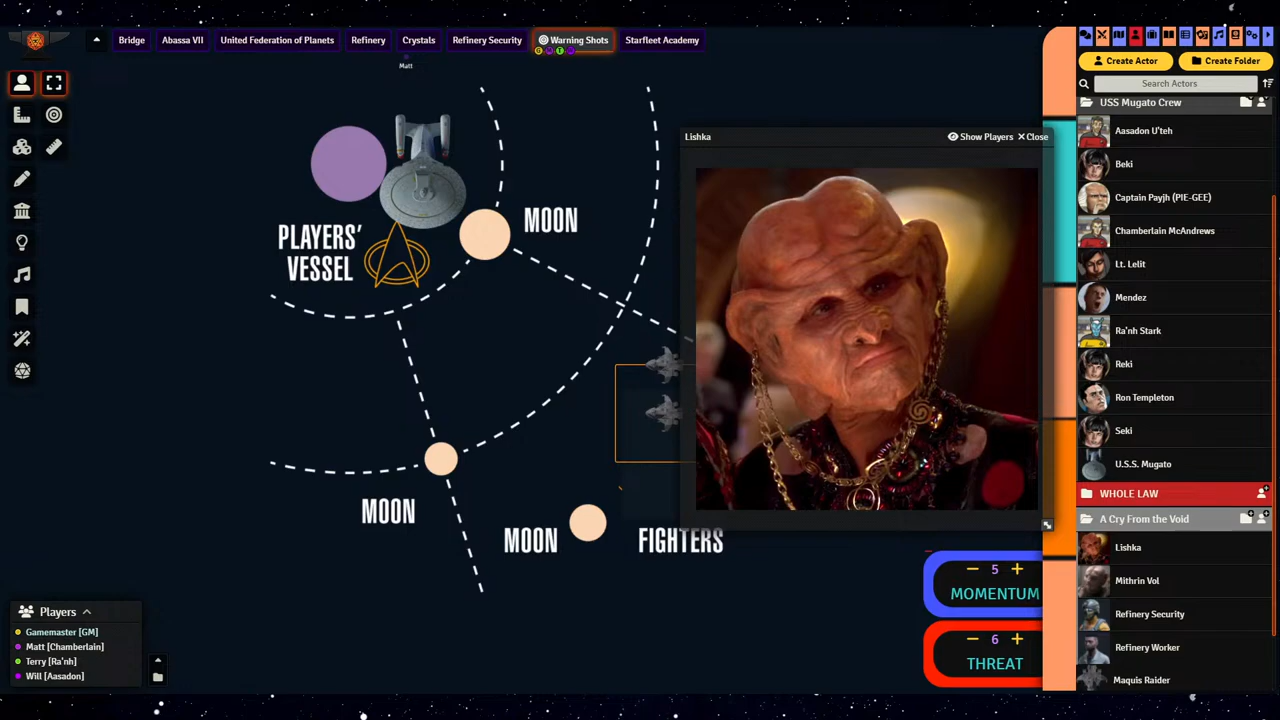 Bridge
Abassa VII
United Federation of Planets
Refinery
Crystals
Refinery Security
Warning Shots
Starfleet Academy
G M T M
Matt
Create Actor
Create Folder
Search Actors
USS Mugato Crew
Aasadon U'teh
Beki
Captain Payjh (PIE-GEE)
Chamberlain McAndrews
Lt. Lelit
Mendez
Ra'nh Stark
Reki
Ron Templeton
Seki
U.S.S. Mugato
WHOLE LAW
A Cry From the Void
Lishka
Mithrin Vol
Refinery Security
Refinery Worker
Maquis Raider
Lishka
Show Players
Close
MOON
PLAYERS'
VESSEL
MOON
MOON
FIGHTERS
5
MOMENTUM
6
THREAT
Players
Gamemaster [GM]
Matt [Chamberlain]
Terry [Ra'nh]
Will [Aasadon]